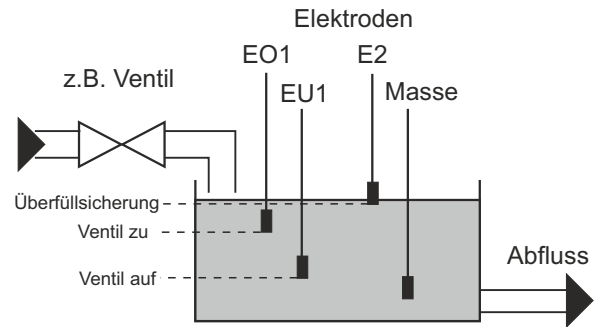 Elektroden
EO1
E2
z.B. Ventil
EU1
Masse
Überfüllsicherung
Ventil zu
Abfluss
Ventil auf